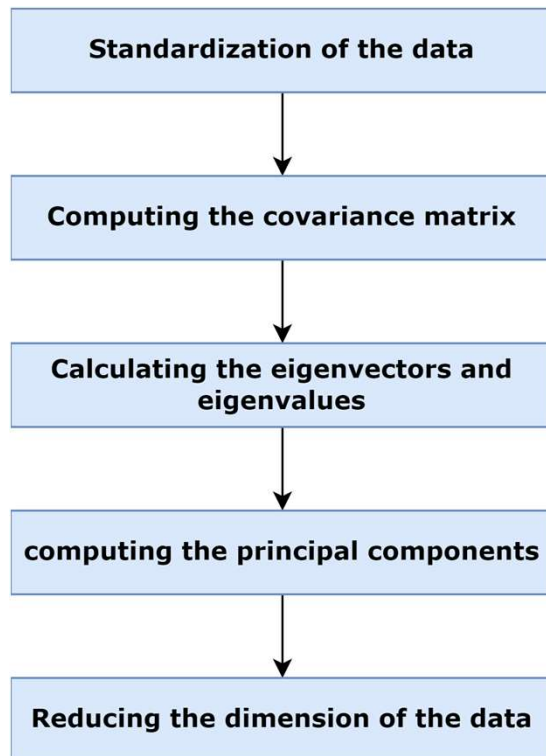 Standardization of the data
Computing the covariance matrix
Calculating the eigenvectors and
eigenvalues
computing the principal components
Reducing the dimension of the data